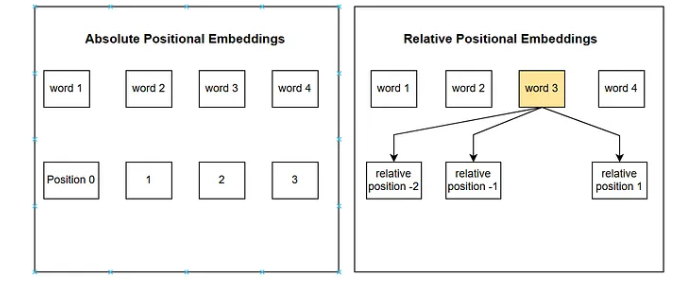 Absolute Positional Embeddings
word 1 word 2 word 3 word 4
Position 0 1 2 3
Relative Positional Embeddings
word 1 word 2 word 3 word 4
relative
position -2
relative
position -1
relative
position 1